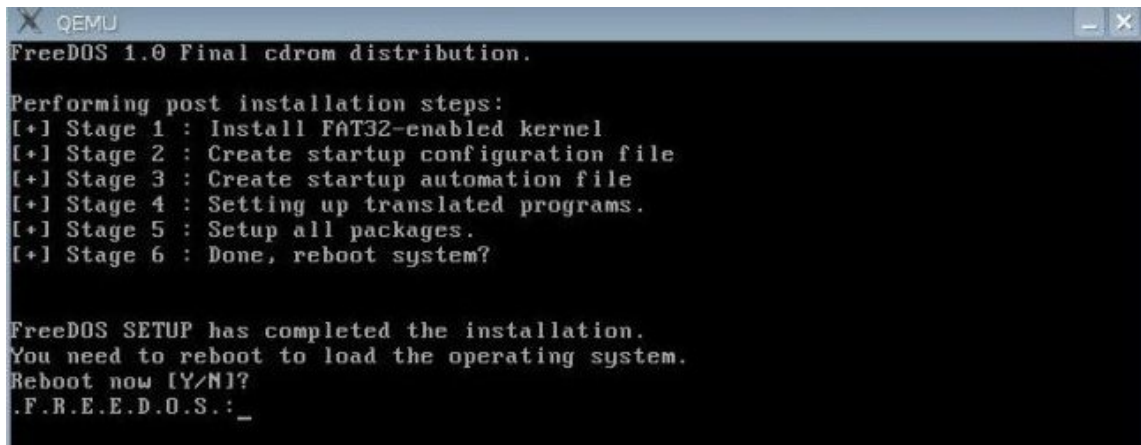 QEMU
FreeDOS 1.0 Final cdrom distribution.
Performing post installation steps:
[+] Stage 1 : Install FAT32-enabled kernel
[+] Stage 2 : Create startup configuration file
[+] Stage 3 : Create startup automation file
[+] Stage 4 : Setting up translated programs.
[+] Stage 5 : Setup all packages.
[+] Stage 6 : Done, reboot system?
FreeDOS SETUP has completed the installation.
You need to reboot to load the operating system.
Reboot now [Y/N]?
.F.R.E.E.D.O.S.:_